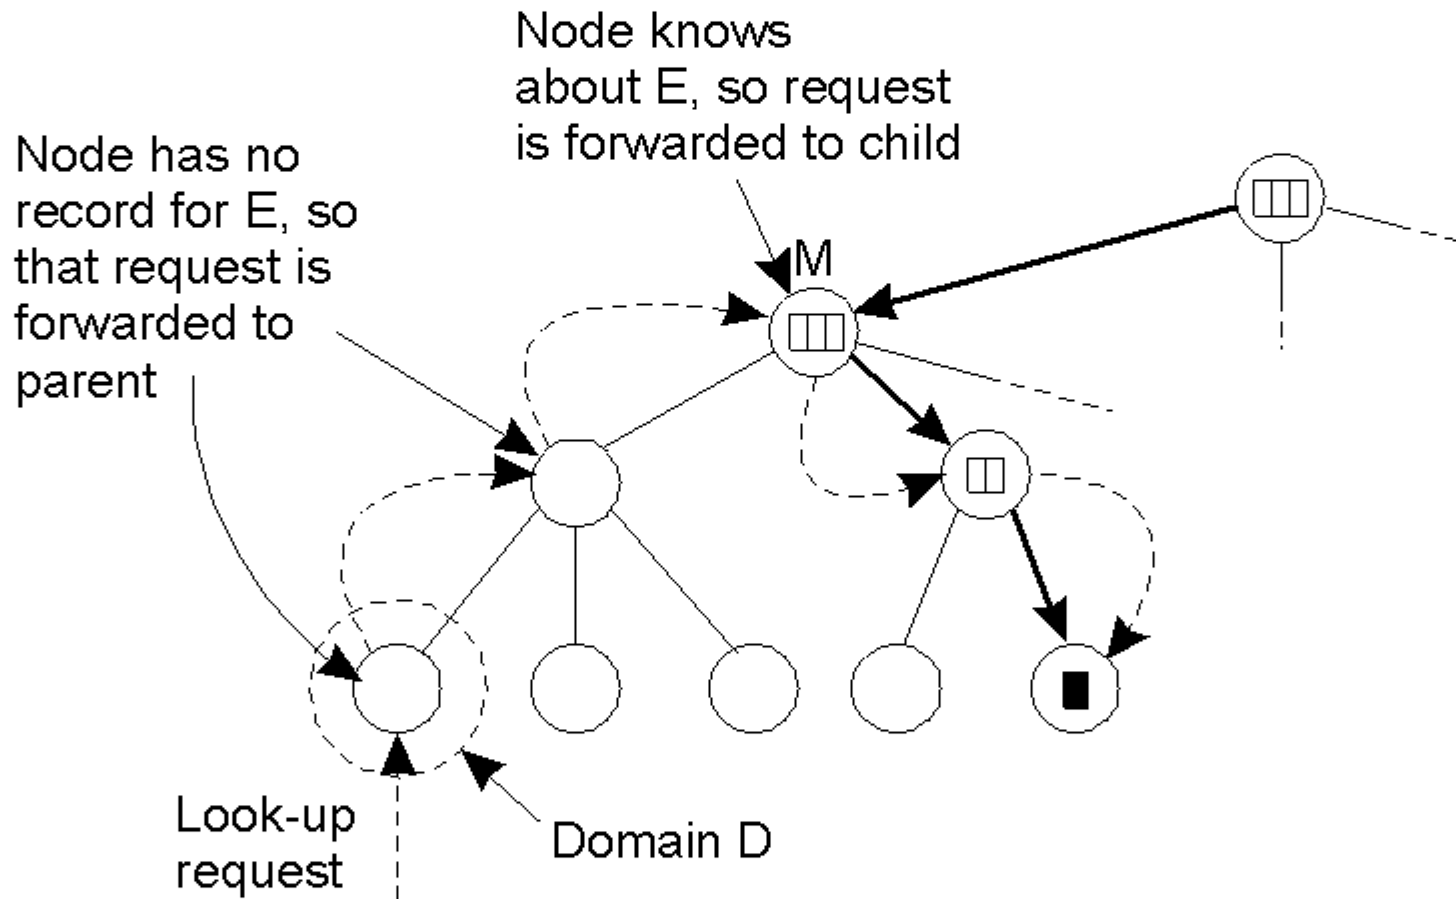 Node knows
about E, so request
is forwarded to child
Node has no
record for E, so
that request is
forwarded to
parent
M
Look-up
request
Domain D